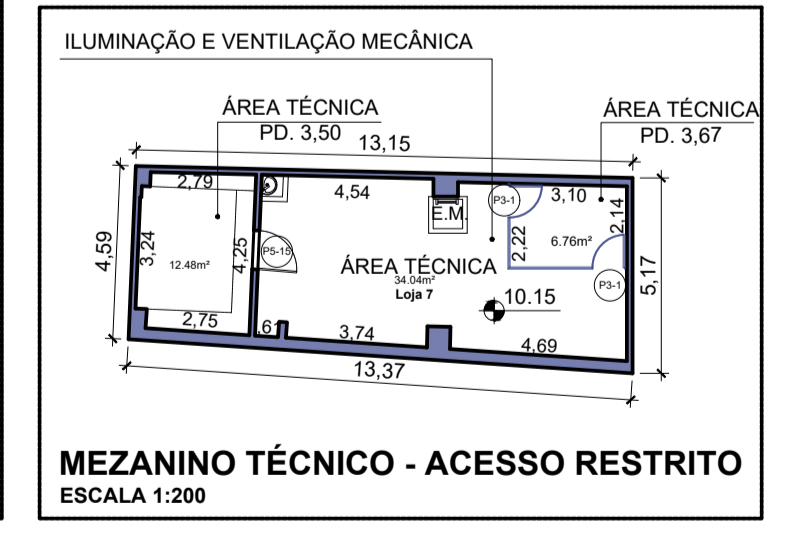 ILUMINAÇÃO E VENTILAÇÃO MECÂNICA
ÁREA TÉCNICA
PD. 3,50
ÁREA TÉCNICA
PD. 3,67
13,15
2,79
4,54
3,10
P3-1
E.M.
2,14
2,22
6.76m²
4,59
3,24
4,25
12.48m²
P5-15
ÁREA TÉCNICA
34.04m²
Loja 7
10.15
P3-1
5,17
2,75
,61
3,74
4,69
13,37
MEZANINO TÉCNICO - ACESSO RESTRITO
ESCALA 1:200